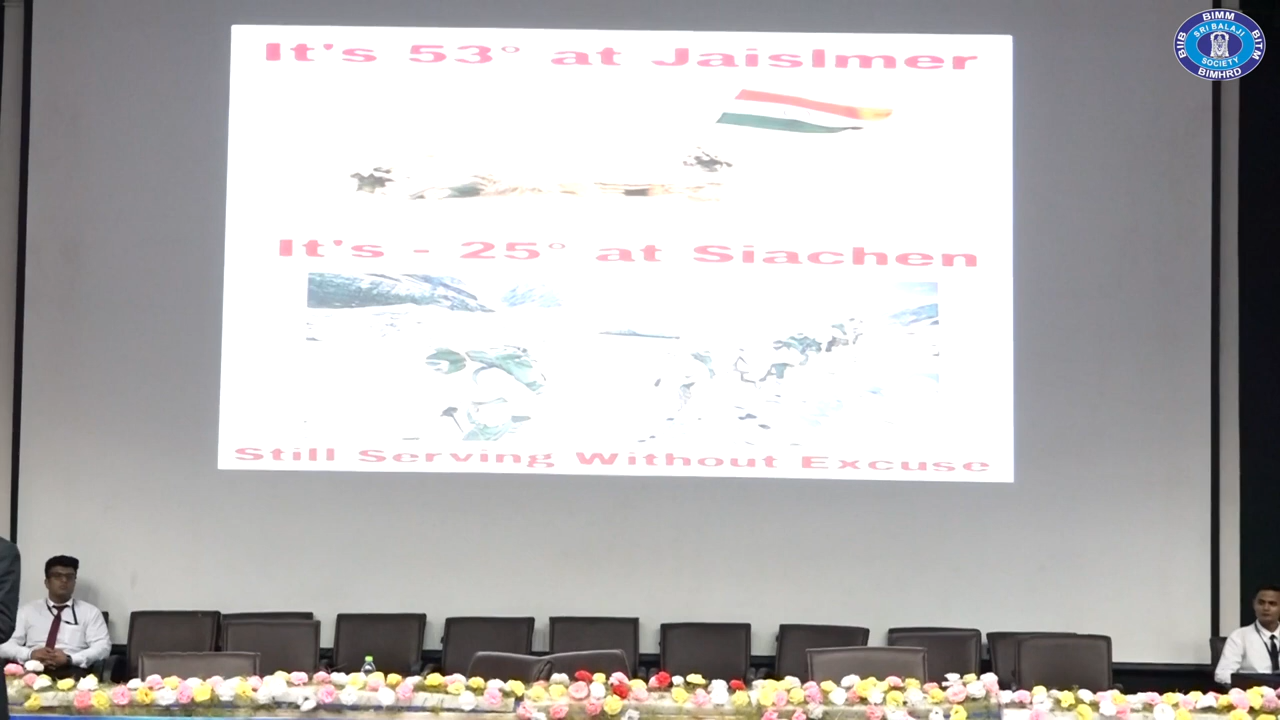 It's 53° at Jaislmer
It's - 25° at Siachen
Still Serving Without Excuse
BIMM
BIIB
SRI BALAJI
SOCIETY
BITM
BIMHRD